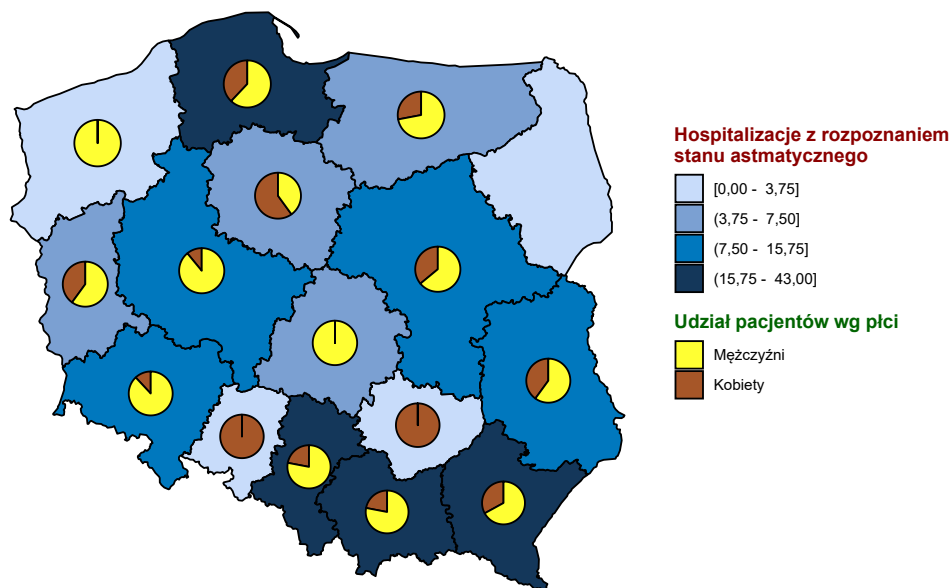 Hospitalizacje z rozpoznaniem
stanu astmatycznego
[0,00 - 3,75]
(3,75 - 7,50]
(7,50 - 15,75]
(15,75 - 43,00]
Udział pacjentów wg płci
Mężczyźni
Kobiety